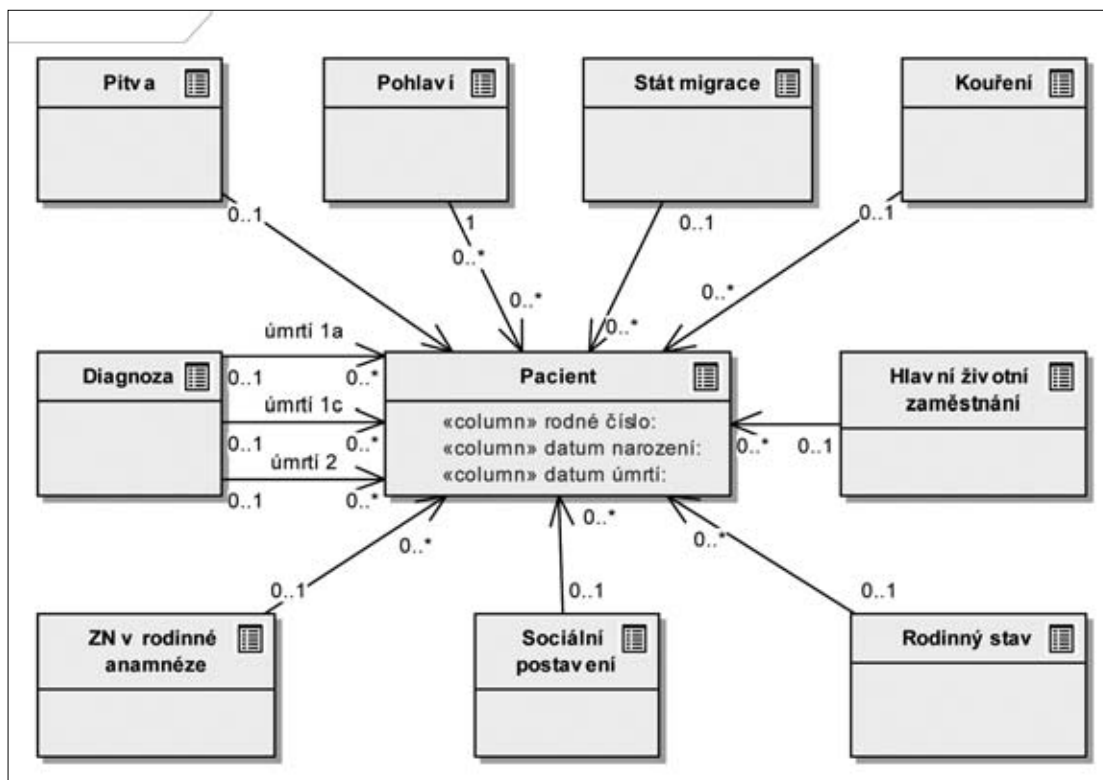 Pitva
Pohlaví
Stát migrace
Kouření
0..1
1
0..1
0..1
0..*
0..*
0..*
0..*
úmrtí 1a
0..1
0..*
úmrtí 1c
0..1
0..*
úmrtí 2
0..1
0..*
Diagnoza
Pacient
«column» rodné číslo:
«column» datum narození:
«column» datum úmrtí:
Hlavní životní
zaměstnání
0..*
0..1
0..*
0..*
0..*
0..1
0..1
0..1
ZN v rodinné
anamnéze
Sociální
postavení
Rodinný stav